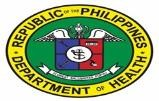 REPUBLIC OF THE PHILIPPINES
DEPARTMENT OF HEALTH